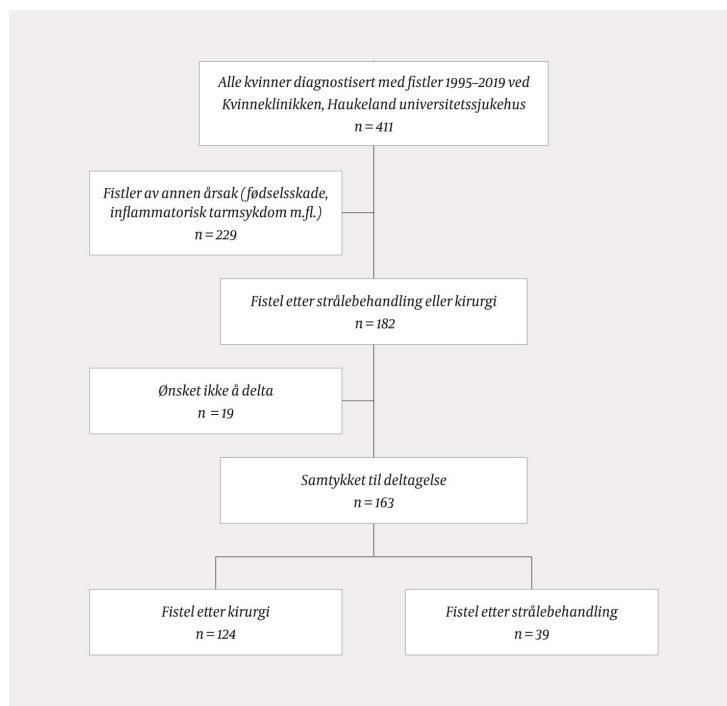 Alle kvinner diagnostisert med fistler 1995–2019 ved
Kvinneklinikken, Haukeland universitetssjukehus
n = 411
Fistler av annen årsak (fødselsskade,
inflammatorisk tarmsykdom m.fl.)
n = 229
Fistel etter strålebehandling eller kirurgi
n = 182
Ønsket ikke å delta
n = 19
Samtykket til deltagelse
n = 163
Fistel etter kirurgi
n = 124
Fistel etter strålebehandling
n = 39